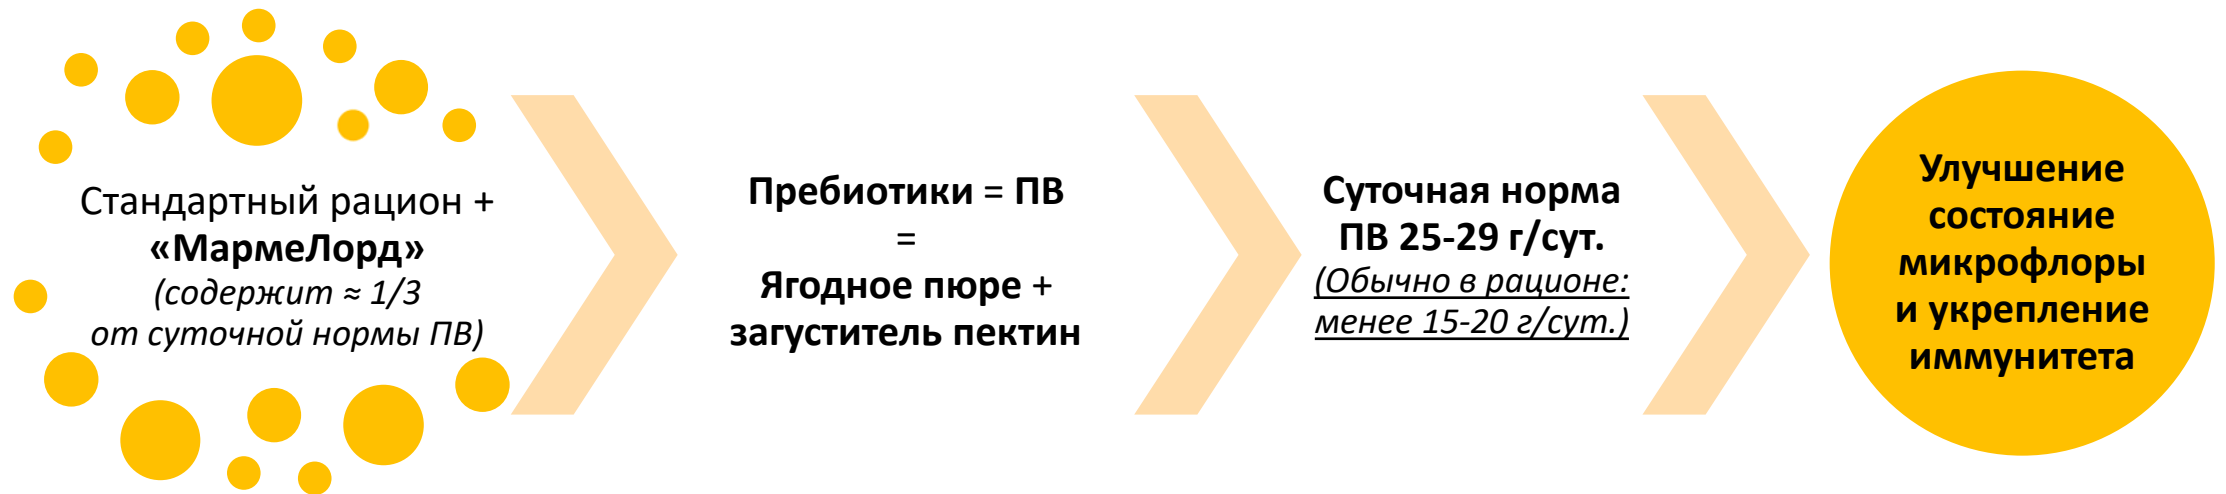 Стандартный рацион +
«МармеЛорд»
(содержит ≈ 1/3
от суточной нормы ПВ)
Пребиотики = ПВ
=
Ягодное пюре +
загуститель пектин
Суточная норма
ПВ 25-29 г/сут.
(Обычно в рационе:
менее 15-20 г/сут.)
Улучшение
состояние
микрофлоры
и укрепление
иммунитета